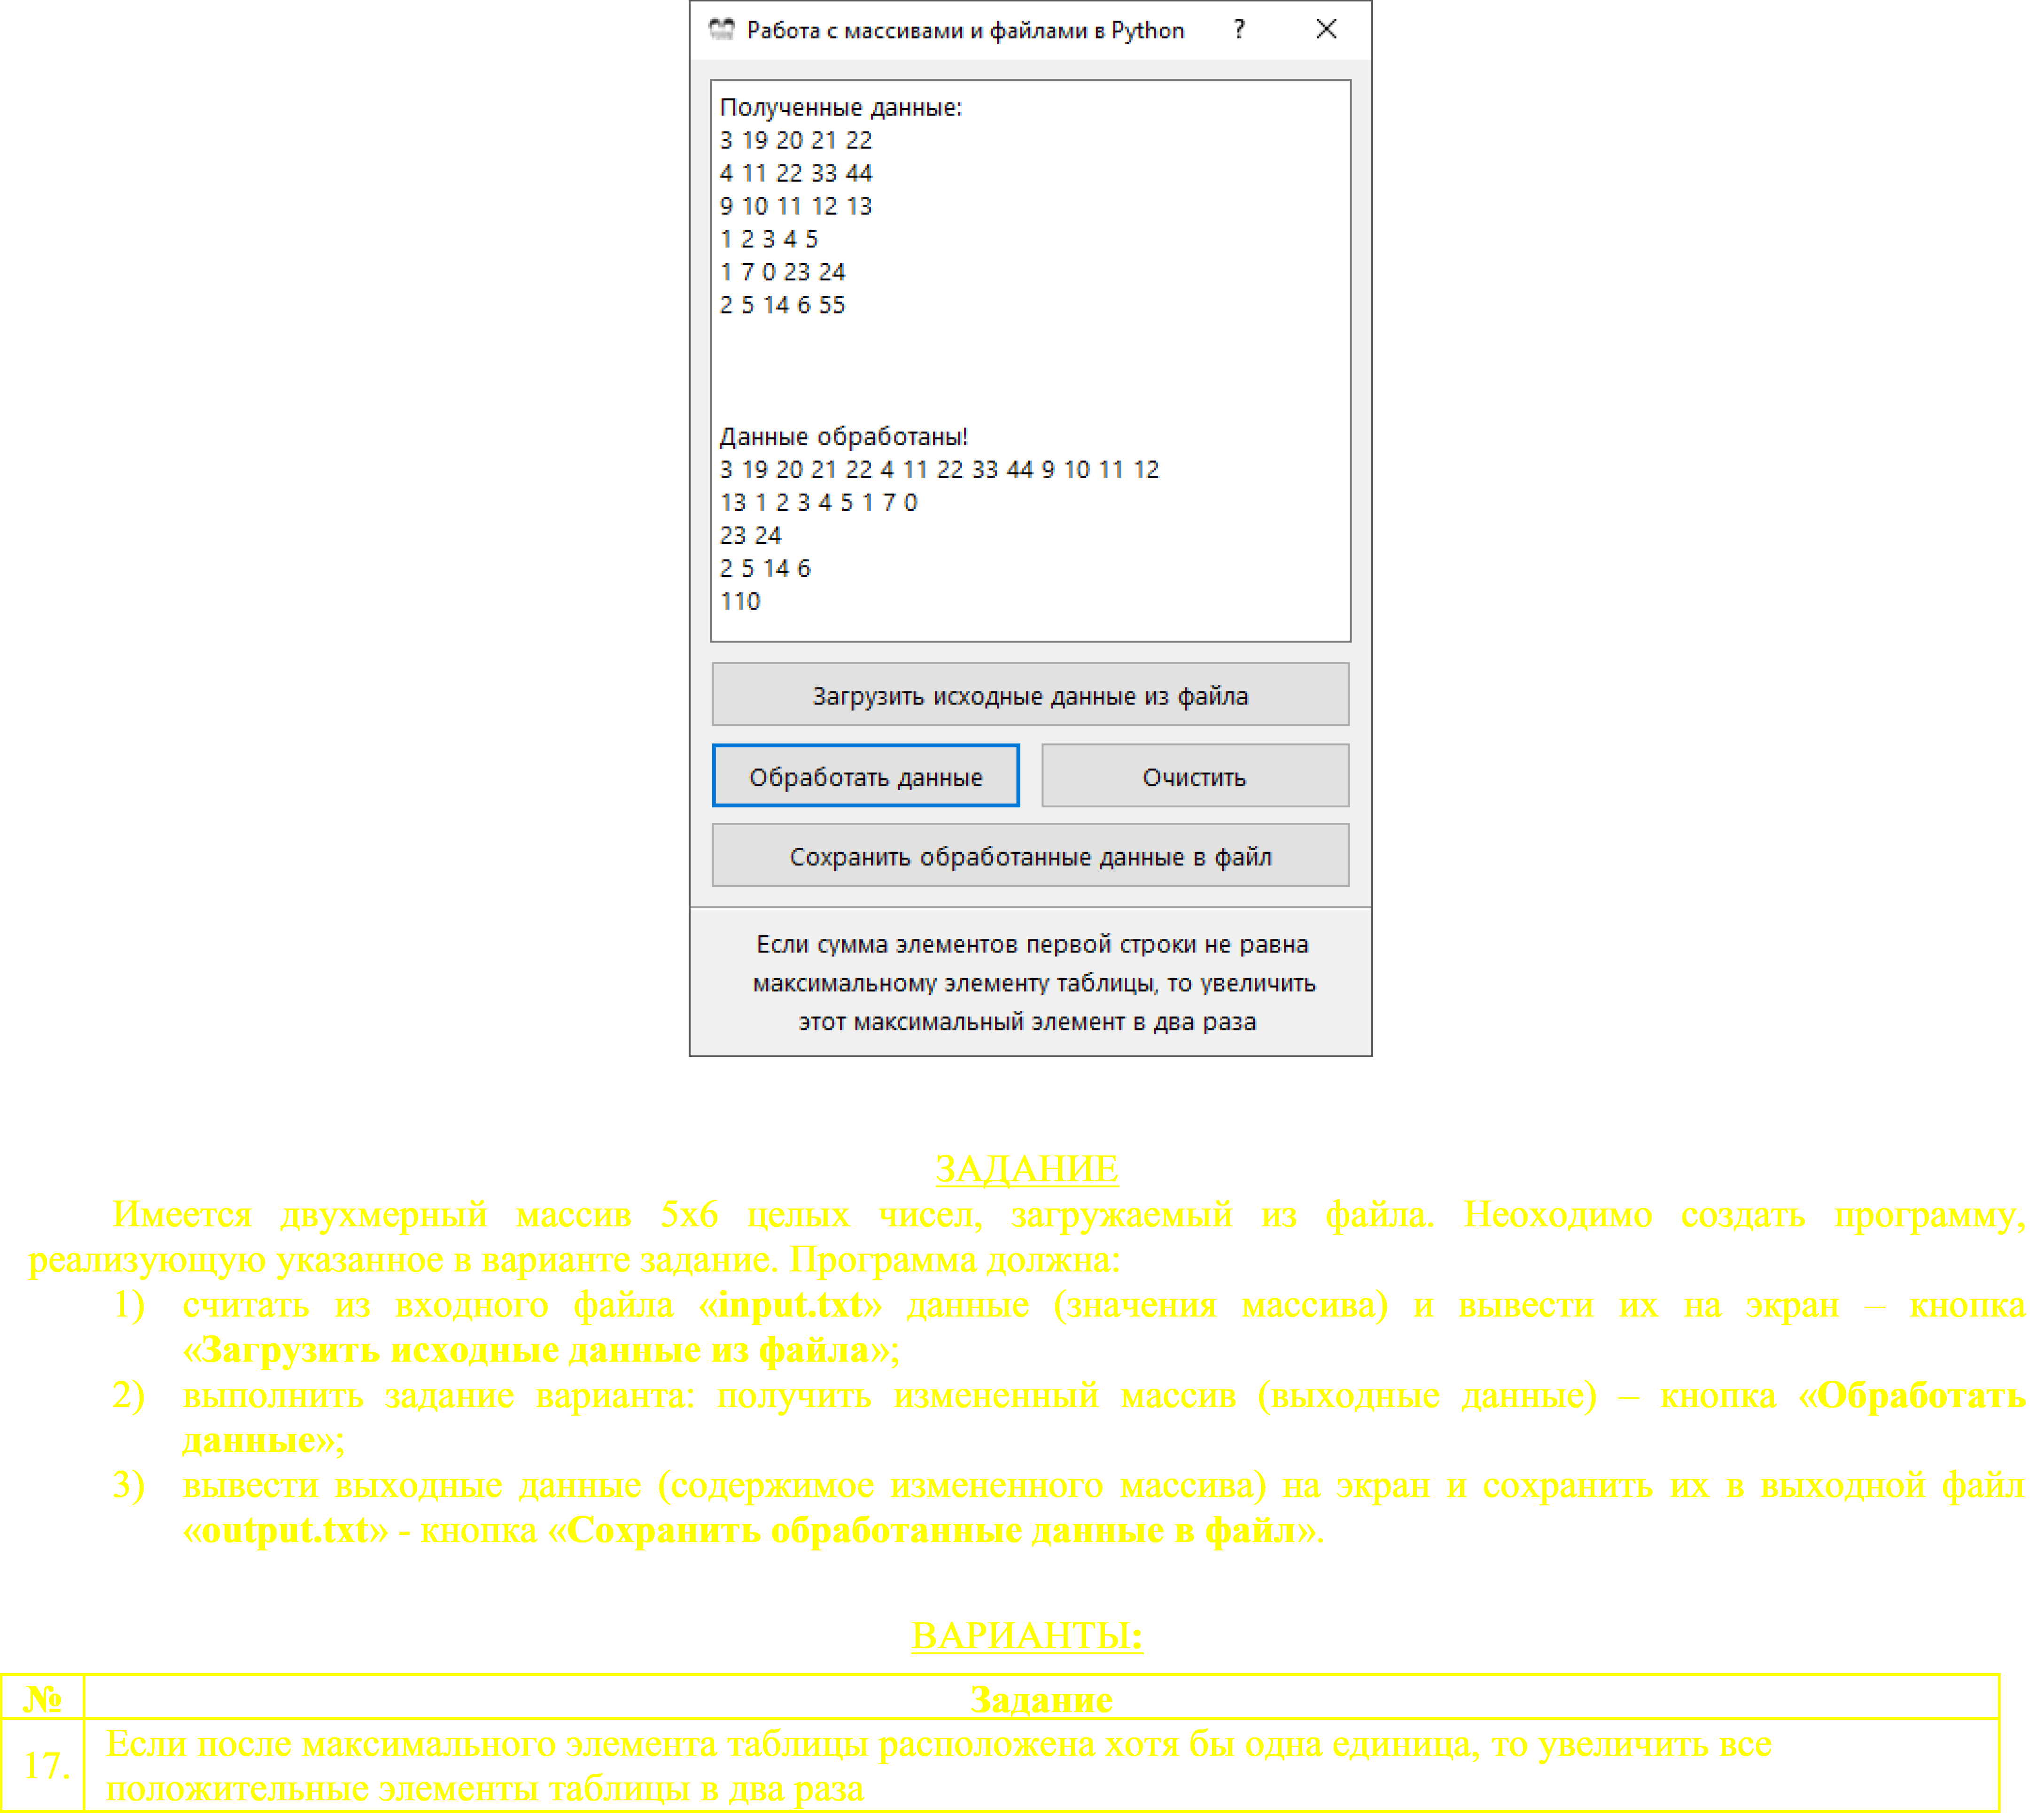 Работа с массивами и файлами в Python ?
Полученные данные:
3 19 20 21 22
4 11 22 33 44
9 10 11 12 13
1 2 3 4 5
1 7 0 23 24
2 5 14 6 55
Данные обработаны!
3 19 20 21 22 4 11 22 33 44 9 10 11 12
13 1 2 3 4 5 1 7 0
23 24
2 5 14 6
110
Загрузить исходные данные из файла
Обработать данные Очистить
Сохранить обработанные данные в файл
Если сумма элементов первой строки не равна
максимальному элементу таблицы, то увеличить
этот максимальный элемент в два раза
ЗАДАНИЕ
Имеется двухмерный массив 5х6 целых чисел, загружаемый из файла. Неоходимо создать программу,
реализующую указанное в варианте задание. Программа должна:
1) считать из входного файла «input.txt» данные (значения массива) и вывести их на экран – кнопка
«Загрузить исходные данные из файла»;
2) выполнить задание варианта: получить измененный массив (выходные данные) – кнопка «Обработать
данные»;
3) вывести выходные данные (содержимое измененного массива) на экран и сохранить их в выходной файл
«output.txt» - кнопка «Сохранить обработанные данные в файл».
ВАРИАНТЫ:
№ Задание
17. Если после максимального элемента таблицы расположена хотя бы одна единица, то увеличить все
положительные элементы таблицы в два раза